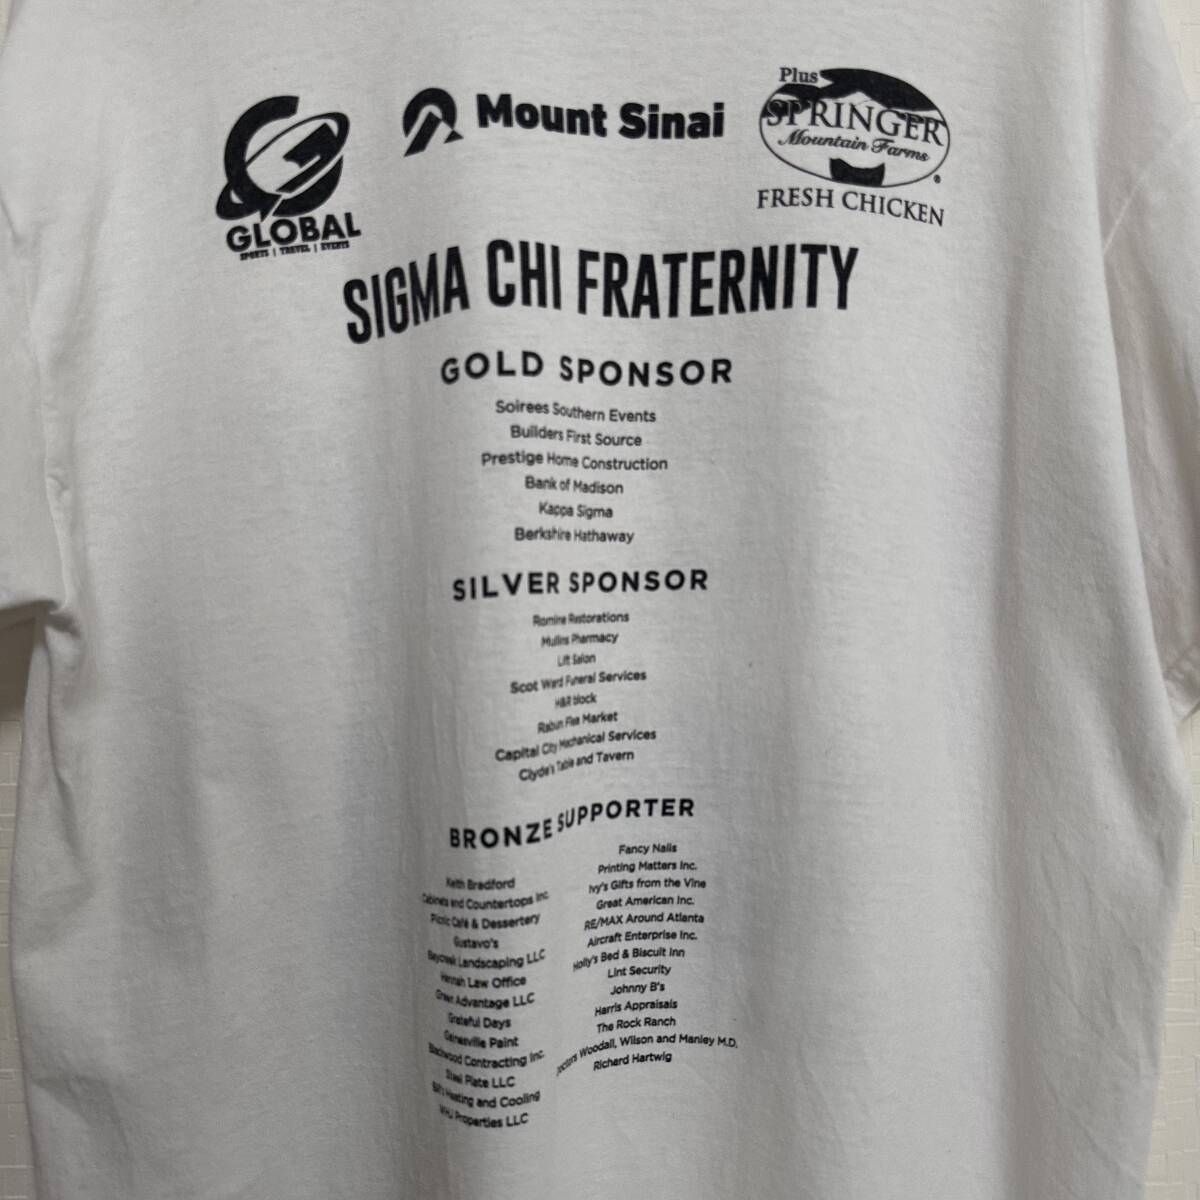 GLOBAL
SPORTS | TRAVEL | EVENTS
Mount Sinai
Plus
SPRINGER
Mountain Farms
®
FRESH CHICKEN
SIGMA CHI FRATERNITY
GOLD SPONSOR
Soirees Southern Events
Builders First Source
Prestige Home Construction
Bank of Madison
Kappa Sigma
Berkshire Hathaway
SILVER SPONSOR
Romine Restorations
Mullins Pharmacy
Lift Salon
Scot Ward Funeral Services
H&R block
Rabun Flea Market
Capital City Mechanical Services
Clyde's Table and Tavern
BRONZE SUPPORTER
Keith Bradford
Cabinets and Countertops Inc.
Picnic Café & Dessertery
Gustavo's
Landscaping LLC
Hannah Law Office
Green Advantage LLC
Grateful Days
Gainesville Paint
Blackwood Contracting Inc.
Steel Plate LLC
Heating and Cooling
Properties LLC
Fancy Nails
Printing Matters Inc.
Ivy's Gifts from the Vine
Great American Inc.
RE/MAX Around Atlanta
Aircraft Enterprise Inc.
Holly's Bed & Biscuit Inn
Lint Security
Johnny B's
Harris Appraisals
The Rock Ranch
Doctors Woodall, Wilson and Manley M.D.
Richard Hartwig